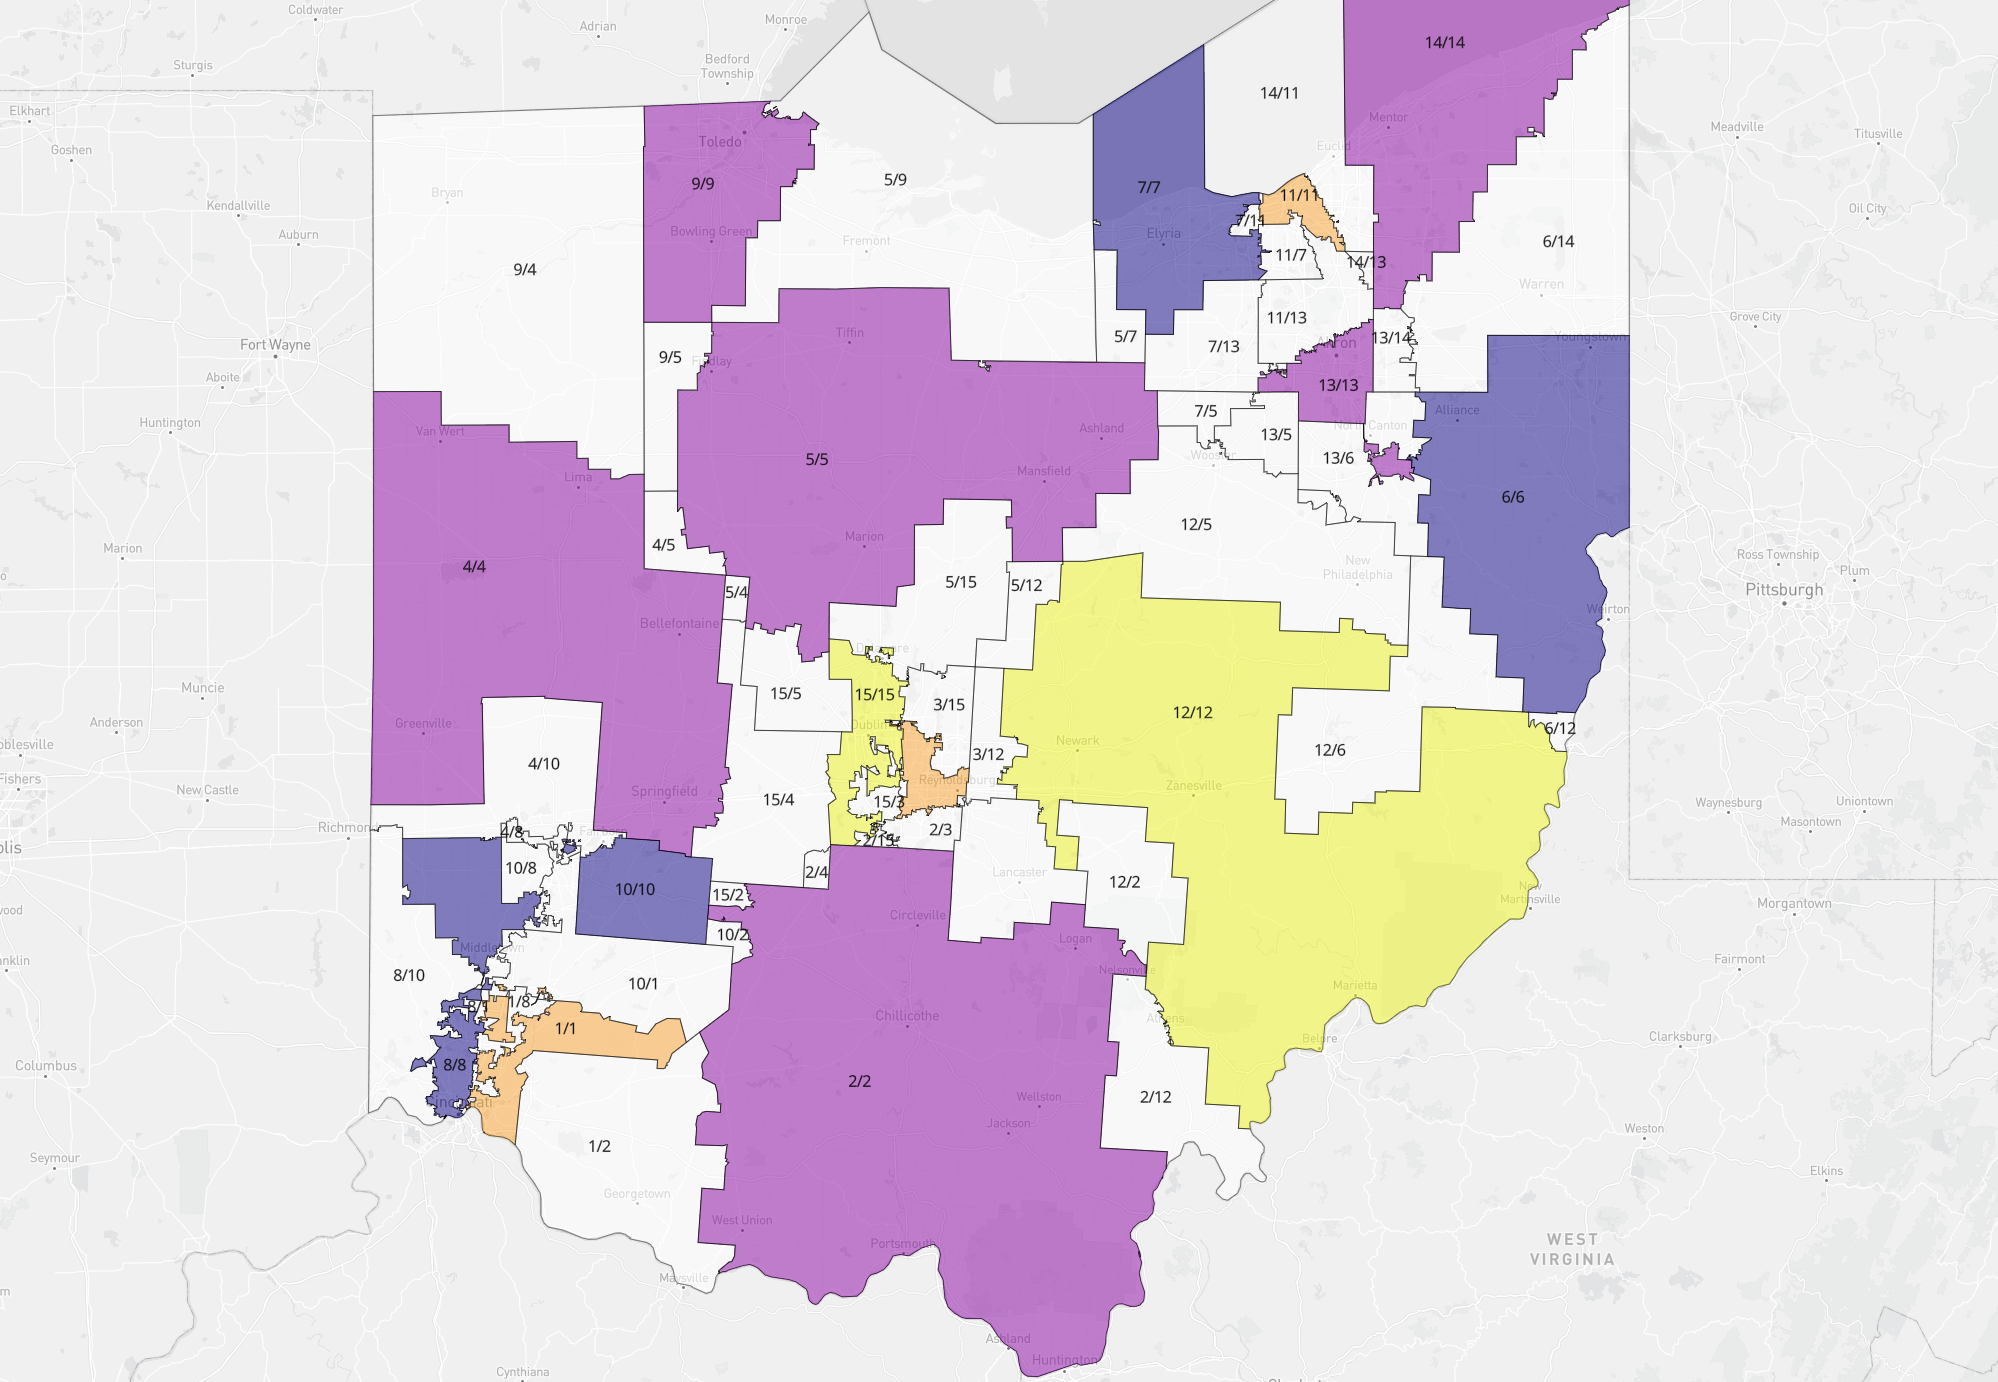 Coldwater
Adrian
Monroe
Sturgis
Bedford
Township
14/14
14/11
Elkhart
Goshen
Mentor
Meadville
Titusville
Toledo
Euclid
9/9
5/9
7/7
11/11
Bryan
Kendallville
Oil City
7/11
Auburn
Bowling Green
Fremont
Elyria
6/14
9/4
11/7
14/13
Warren
Grove City
11/13
Fort Wayne
Tiffin
5/7
7/13
13/14
Youngstown
9/5
Findlay
Akron
Aboite
13/13
Huntington
Van Wert
Ashland
7/5
Alliance
North Canton
13/5
5/5
Wooster
13/6
Lima
Mansfield
6/6
12/5
Marion
4/5
Marion
Ross Township
4/4
New
Philadelphia
Plum
5/4
5/15
5/12
Pittsburgh
Bellefontaine
Weirton
Delaware
Muncie
15/5
15/15
3/15
12/12
Anderson
Greenville
Dublin
6/12
Noblesville
Newark
12/6
4/10
3/12
Fishers
New Castle
Springfield
15/4
Reynoldsburg
Zanesville
15/3
Waynesburg
Uniontown
Masontown
Richmond
4/8
2/3
2/15
10/8
2/4
Lancaster
10/10
12/2
15/2
New
Martinsville
Morgantown
Circleville
10/2
Logan
Middletown
8/10
Nelsonville
Fairmont
10/1
Marietta
1/8
Chillicothe
Athens
1/1
Belpre
Clarksburg
Columbus
8/8
2/2
Cincinnati
Wellston
2/12
Jackson
Weston
1/2
Seymour
Elkins
Georgetown
West Union
Portsmouth
WEST
VIRGINIA
Maysville
Ashland
Huntington
Cynthiana